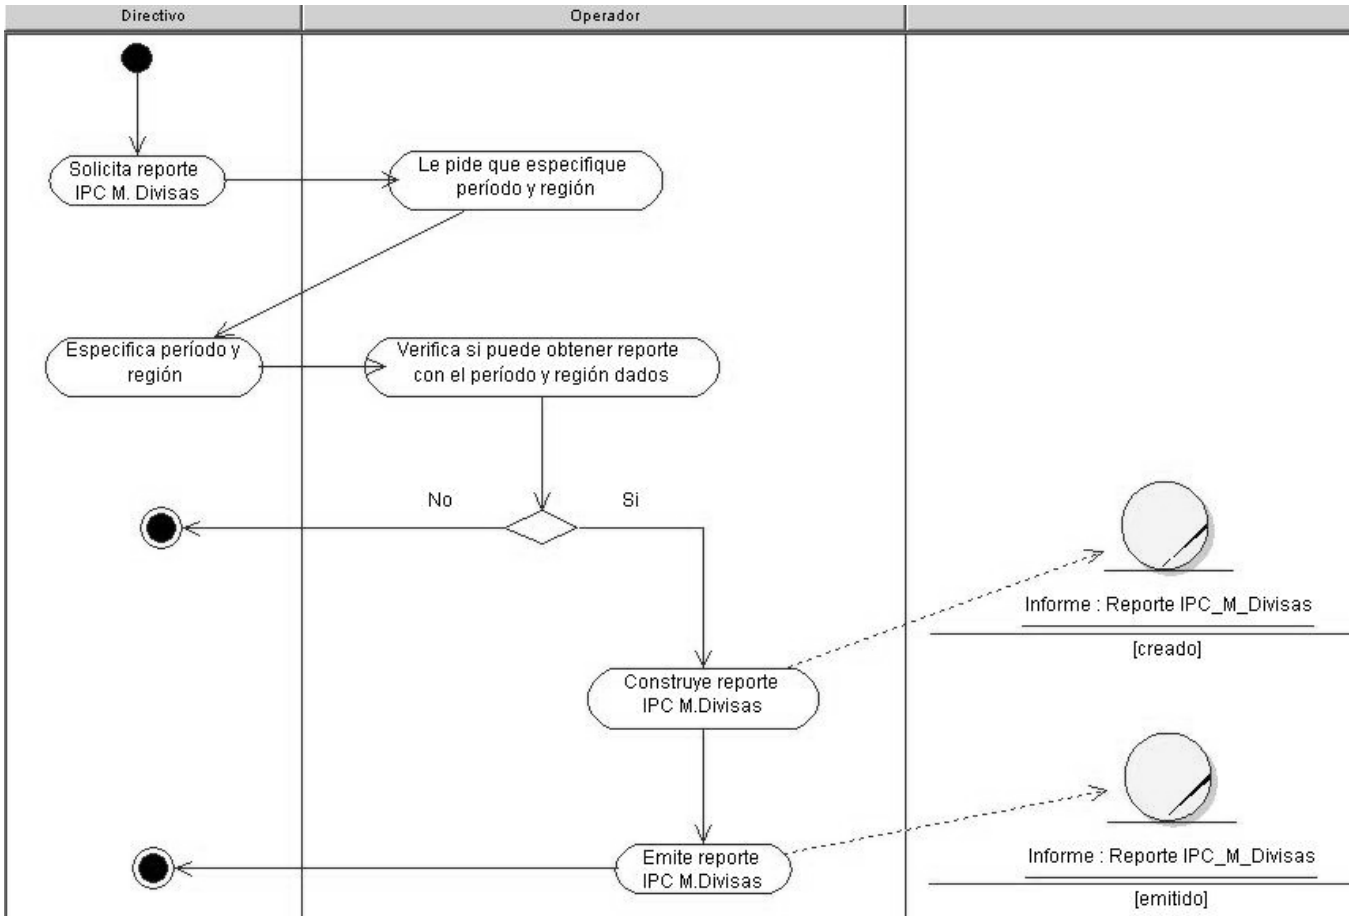 Directivo
Operador
Solicita reporte
IPC M. Divisas
Le pide que especifique
período y región
Especifica período y
región
Verifica si puede obtener reporte
con el período y región dados
No
Si
Informe : Reporte IPC_M_Divisas
[creado]
Construye reporte
IPC M.Divisas
Emite reporte
IPC M.Divisas
Informe : Reporte IPC_M_Divisas
[emitido]